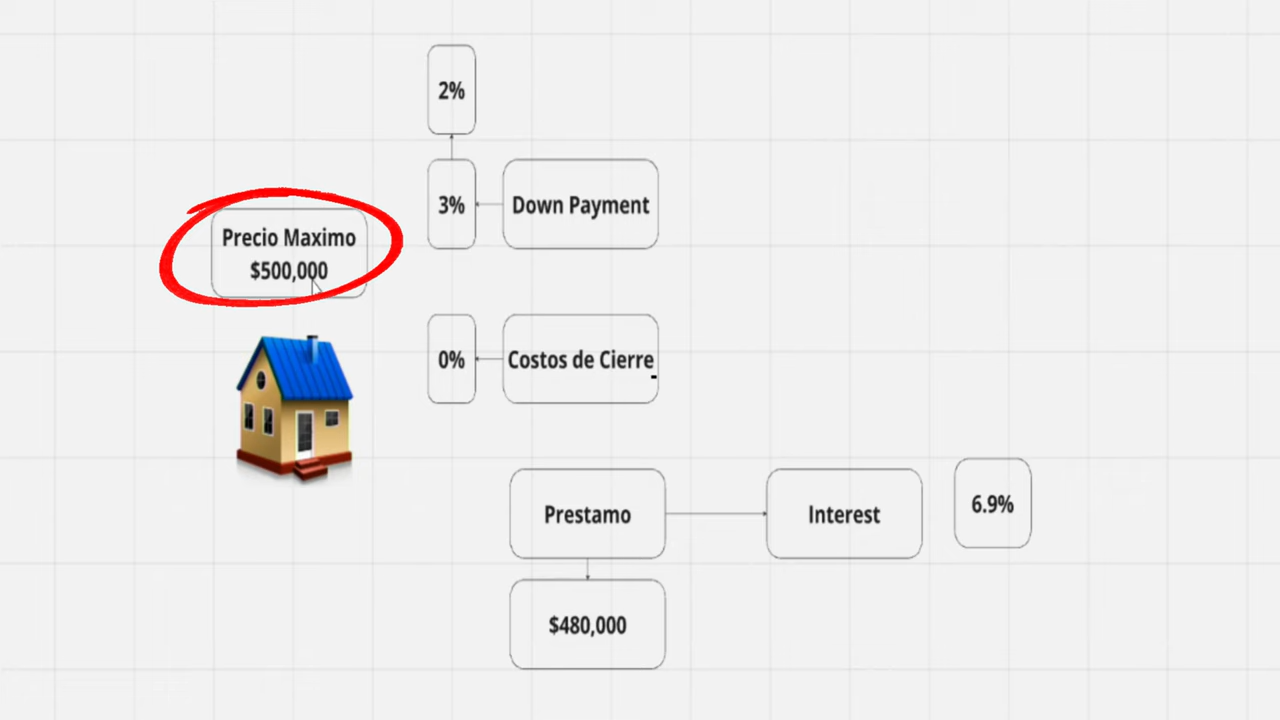 2%
3%
Down Payment
Precio Maximo
$500,000
0%
Costos de Cierre
Prestamo
Interest
6.9%
$480,000